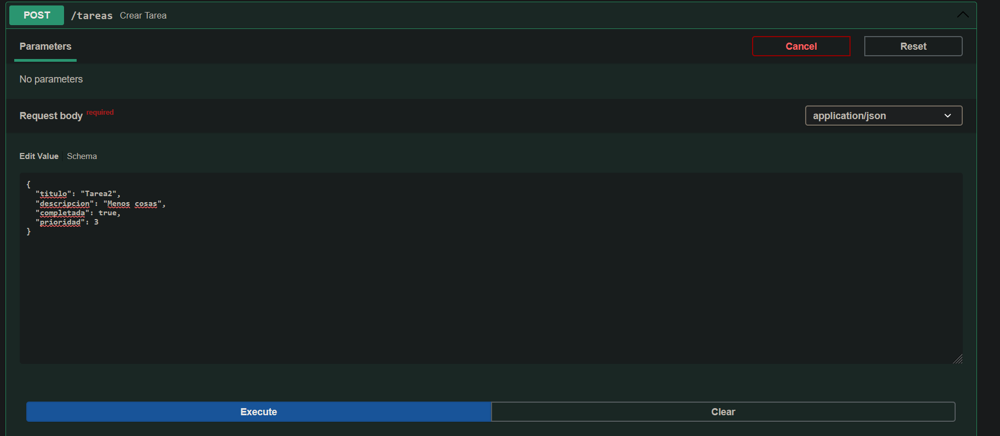 POST /tareas Crear Tarea
Parameters
Cancel
Reset
No parameters
Request body required
application/json
Edit Value Schema
{
  "titulo": "Tarea2",
  "descripcion": "Menos cosas",
  "completada": true,
  "prioridad": 3
}
Execute
Clear